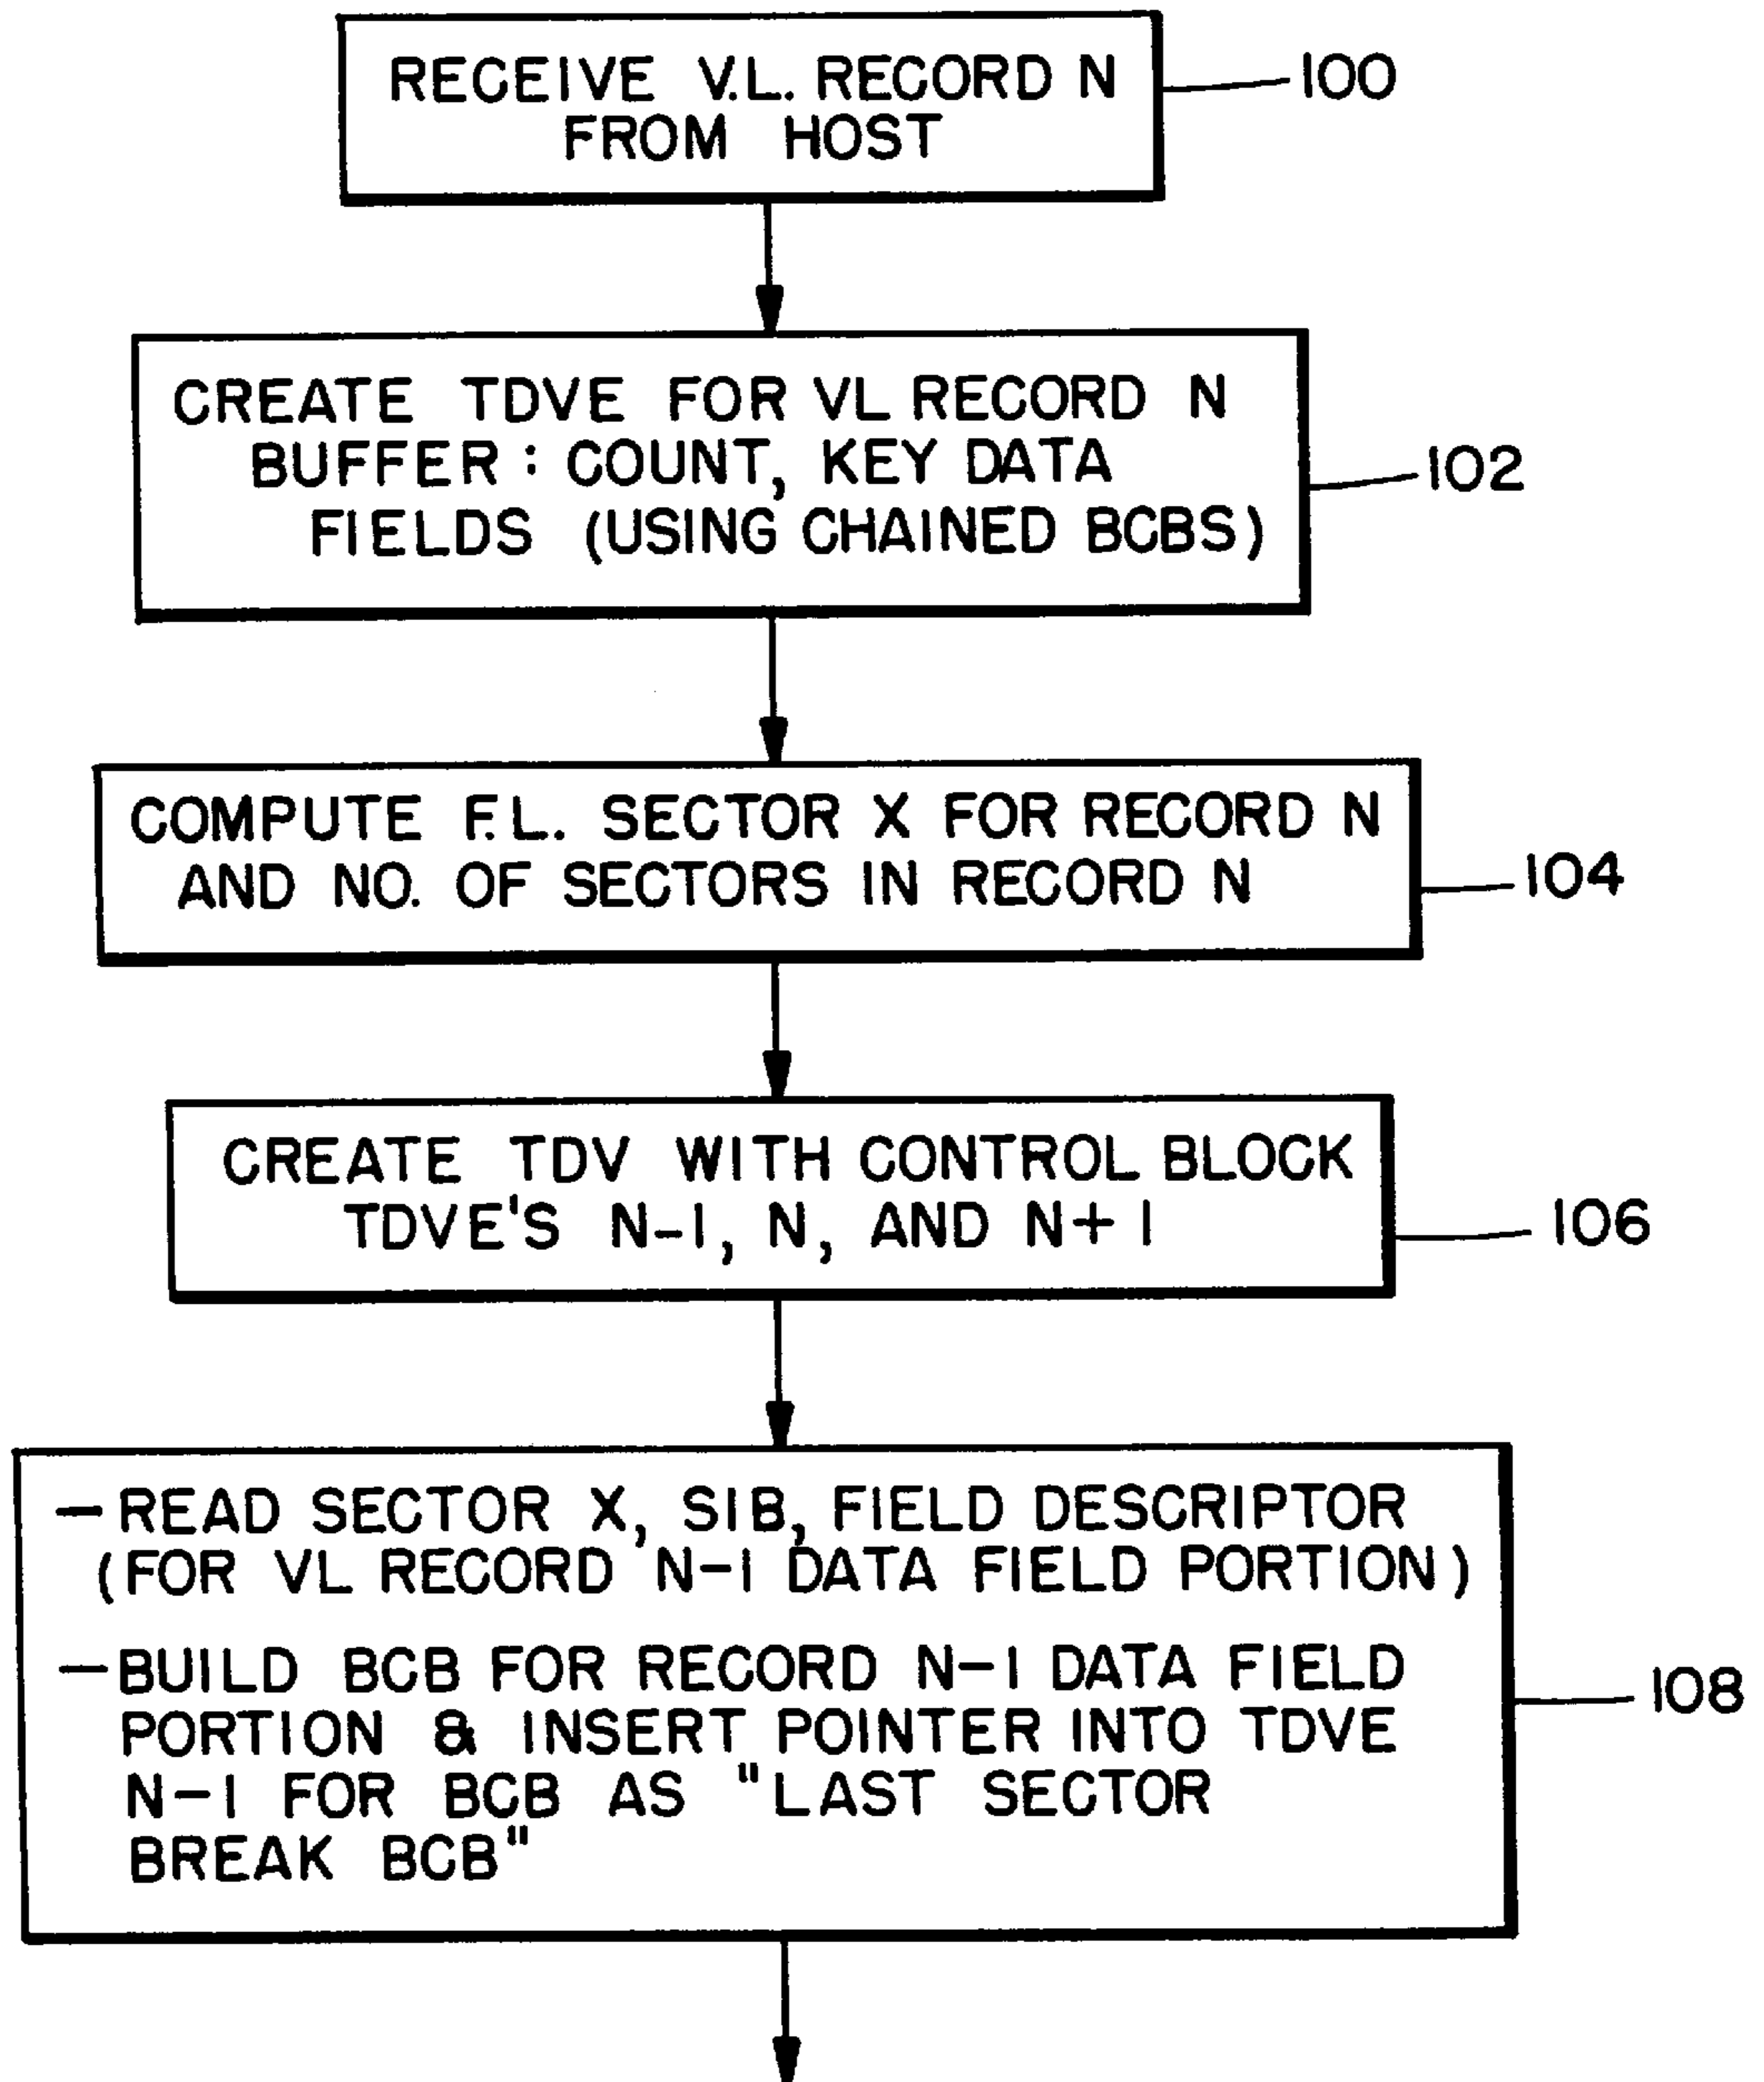 RECEIVE V.L. RECORD N
FROM HOST
100
CREATE TDVE FOR VL RECORD N
BUFFER : COUNT, KEY DATA
FIELDS (USING CHAINED BCBS)
102
COMPUTE F.L. SECTOR X FOR RECORD N
AND NO. OF SECTORS IN RECORD N
104
CREATE TDV WITH CONTROL BLOCK
TDVE'S N-1, N, AND N+1
106
—READ SECTOR X, SIB, FIELD DESCRIPTOR
(FOR VL RECORD N-1 DATA FIELD PORTION)
—BUILD BCB FOR RECORD N-1 DATA FIELD
PORTION & INSERT POINTER INTO TDVE
N-1 FOR BCB AS "LAST SECTOR
BREAK BCB"
108